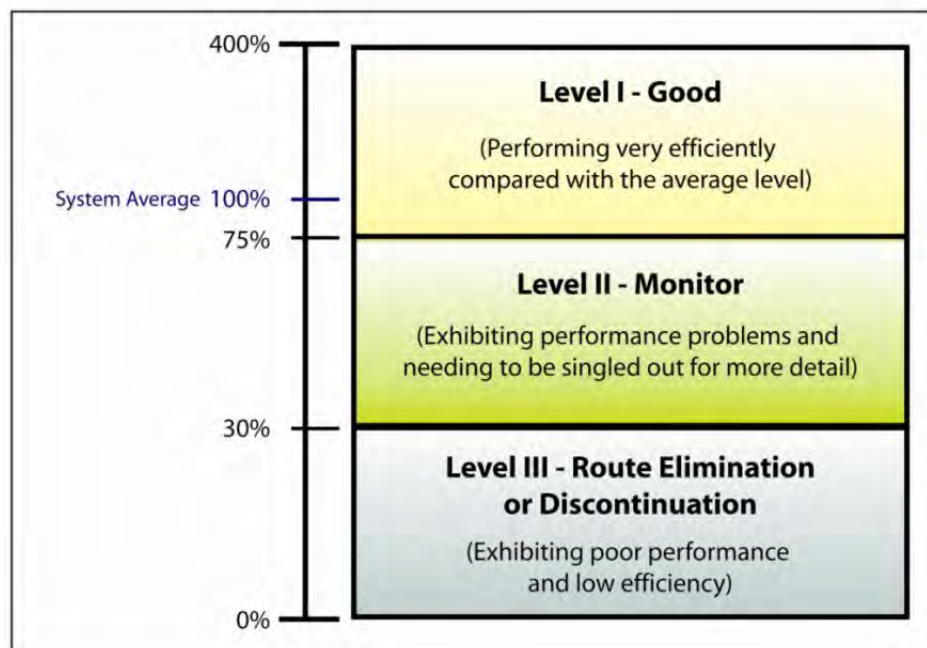 400%
Level I - Good
(Performing very efficiently
compared with the average level)
System Average 100%
75%
Level II - Monitor
(Exhibiting performance problems and
needing to be singled out for more detail)
30%
Level III - Route Elimination
or Discontinuation
(Exhibiting poor performance
and low efficiency)
0%